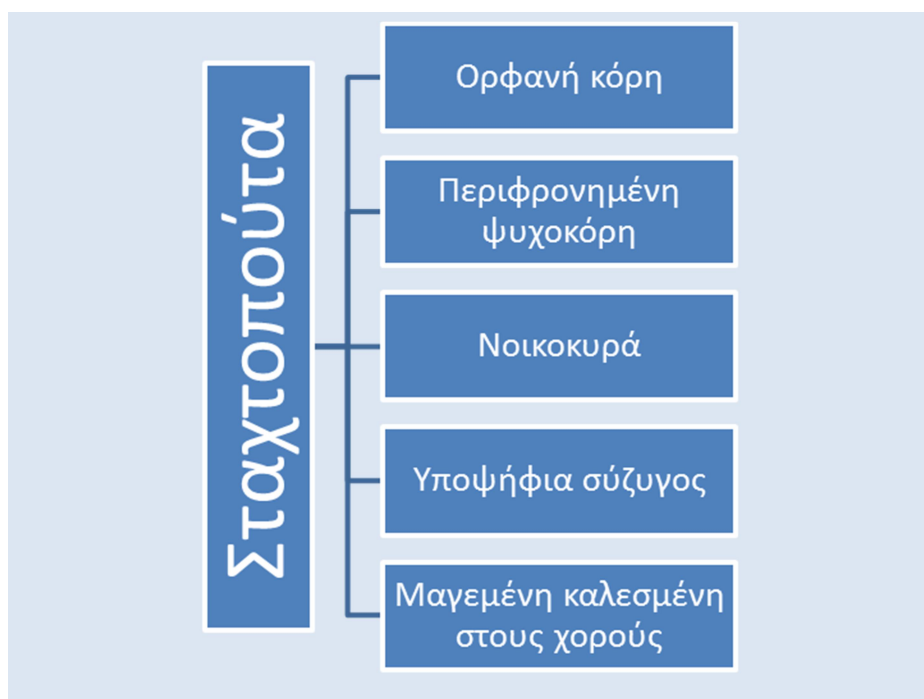 Σταχτοπούτα
Ορφανή κόρη
Περιφρονημένη
ψυχοκόρη
Νοικοκυρά
Υποψήφια σύζυγος
Μαγεμένη καλεσμένη
στους χορούς